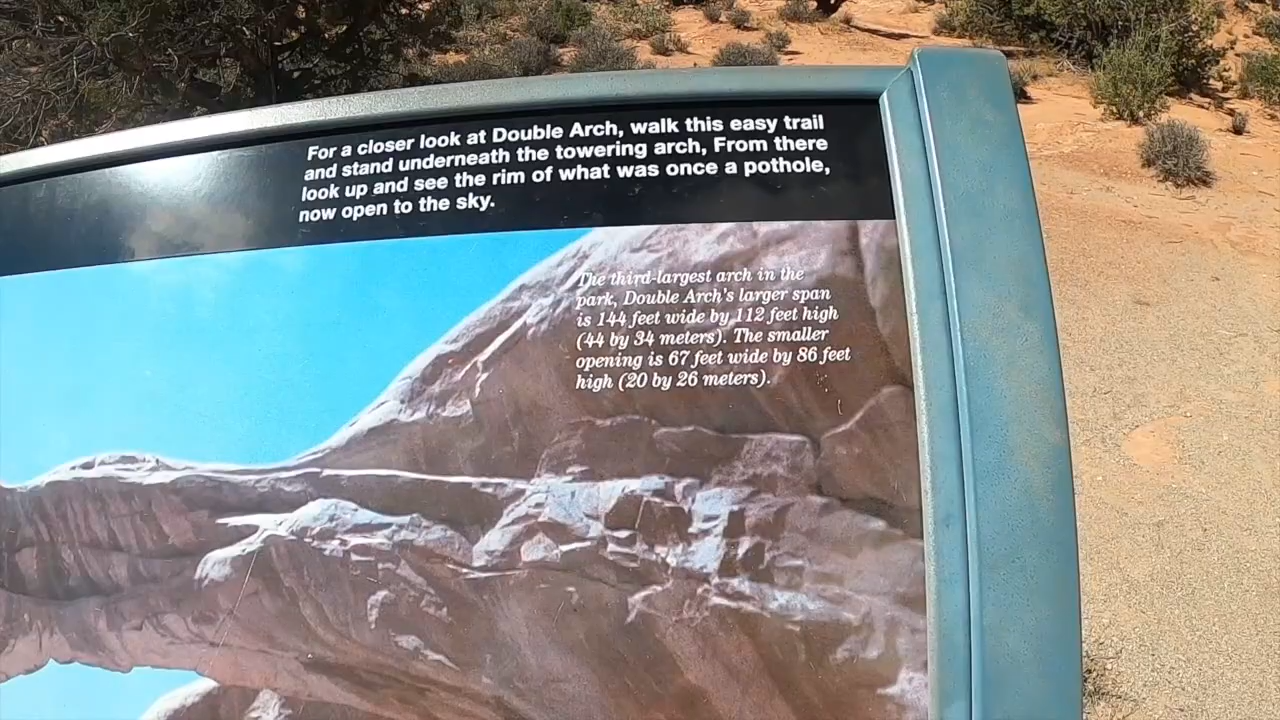 For a closer look at Double Arch, walk this easy trail
and stand underneath the towering arch, From there
look up and see the rim of what was once a pothole,
now open to the sky.
The third-largest arch in the
park, Double Arch's larger span
is 144 feet wide by 112 feet high
(44 by 34 meters). The smaller
opening is 67 feet wide by 86 feet
high (20 by 26 meters).